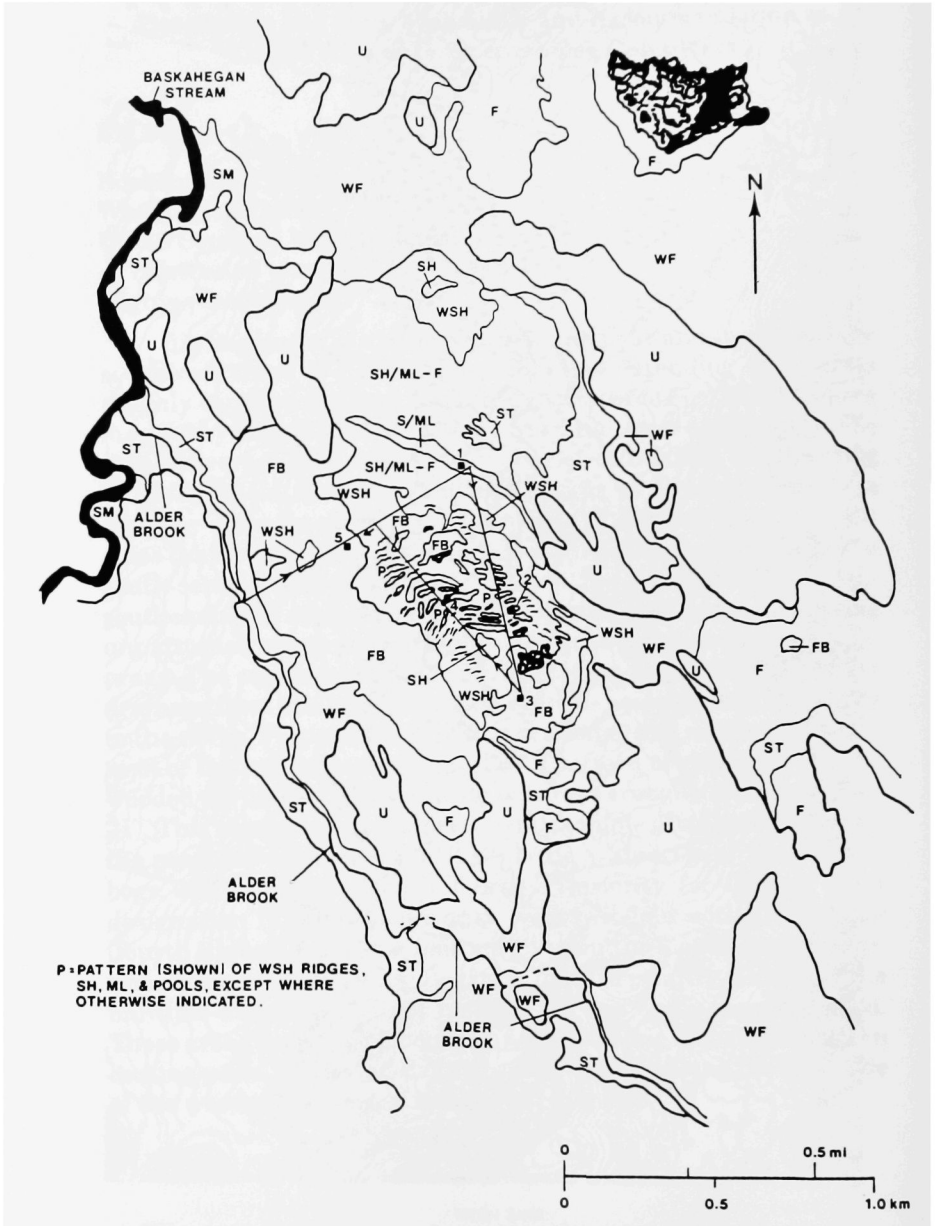 U
BASKAHEGAN
STREAM
U
F
F
SM
WF
N
ST
SH
WF
WF
WSH
U
U
U
U
SH/ML-F
S/ML
ST
ST
ST
WF
FB
1
SH/ML-F
ST
WSH
WSH
SM
ALDER
BROOK
FB
WSH
5
FB
U
P
2
P
P
4
WSH
FB
WF
FB
SH
U
F
WSH
3
FB
WF
ST
F
ST
U
F
U
ST
F
F
U
ALDER
BROOK
WF
P=PATTERN (SHOWN) OF WSH RIDGES,
SH, ML, & POOLS, EXCEPT WHERE
OTHERWISE INDICATED.
ST
WF
WF
ALDER
BROOK
WF
ST
0
0.5 mi
0
0.5
1.0 km